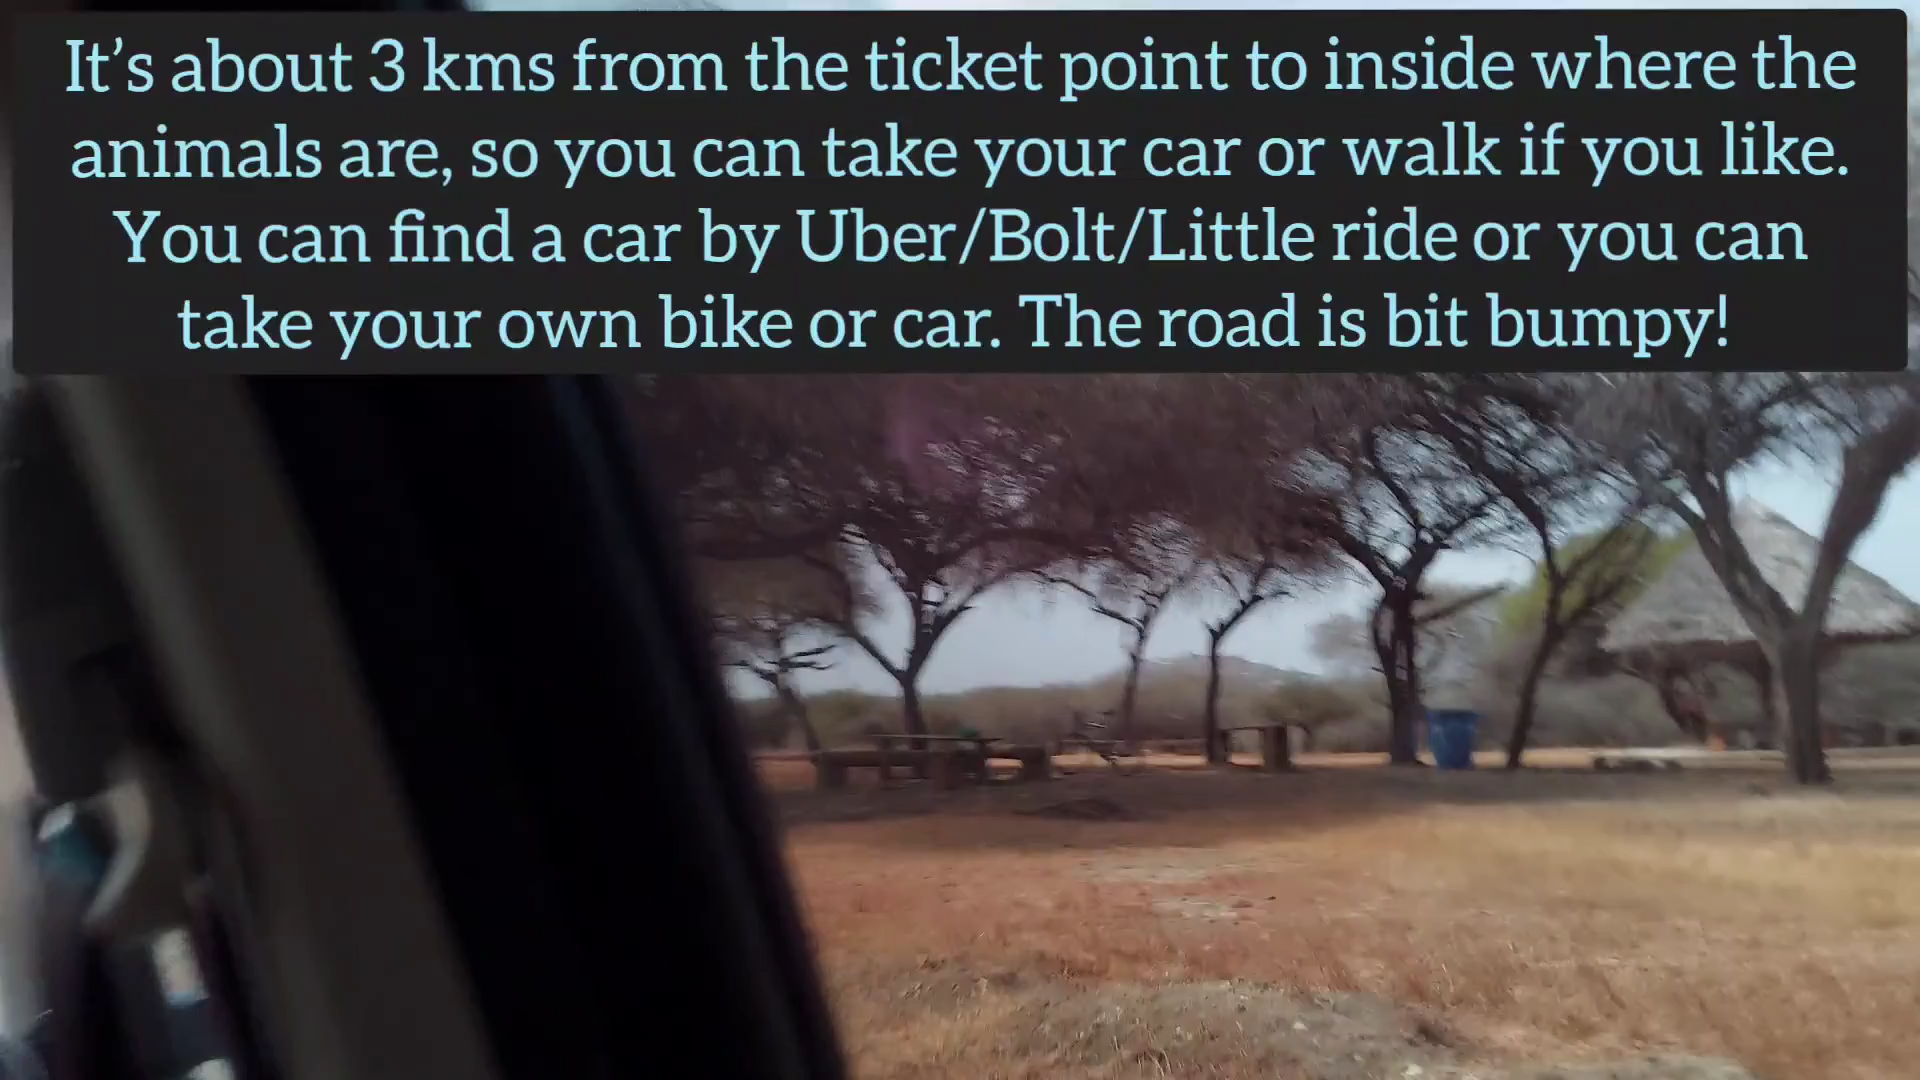 It’s about 3 kms from the ticket point to inside where the
animals are, so you can take your car or walk if you like.
You can find a car by Uber/Bolt/Little ride or you can
take your own bike or car. The road is bit bumpy!